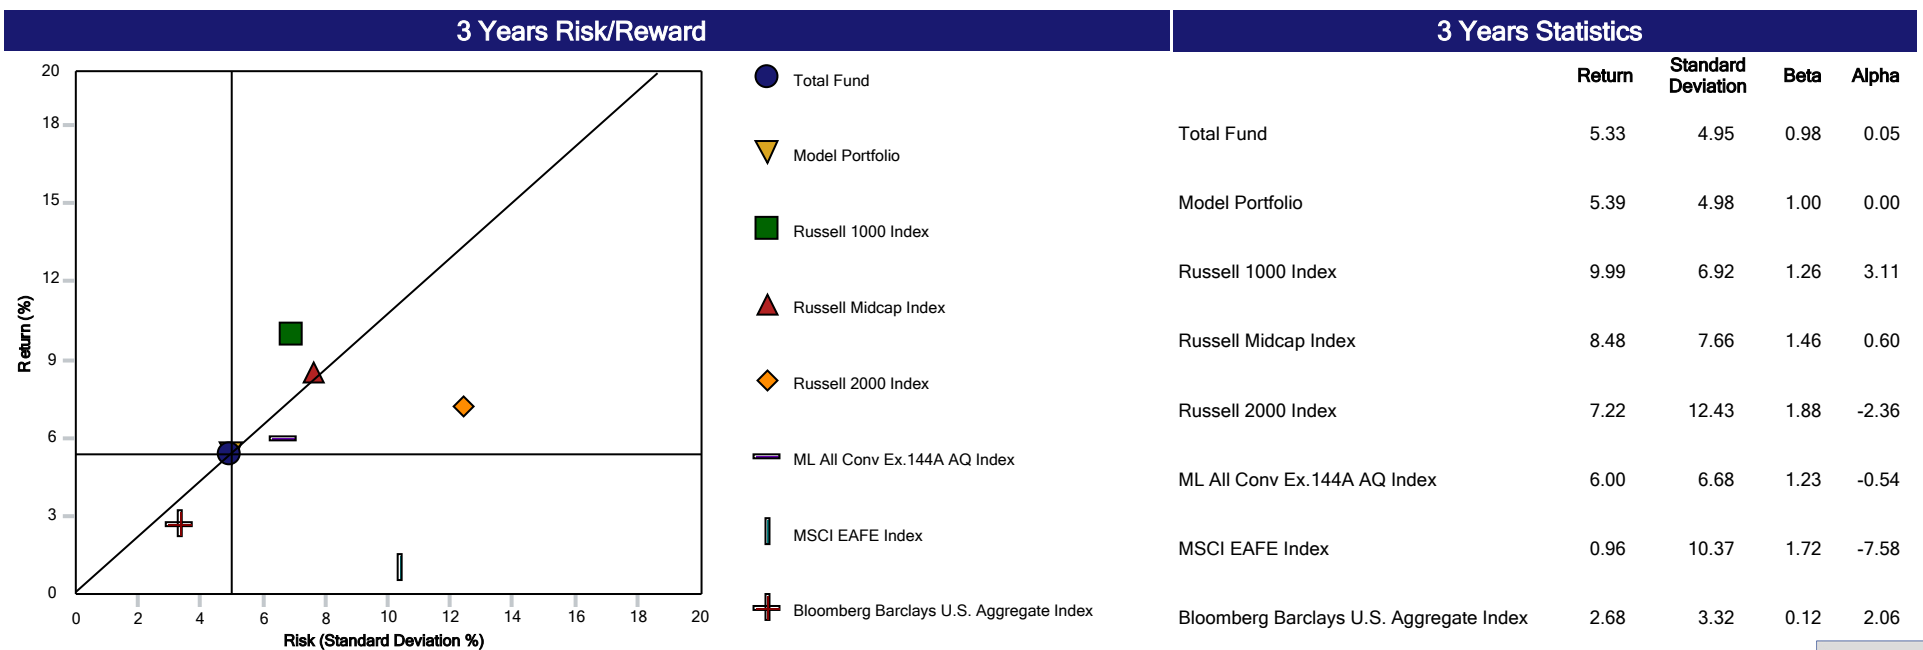 3 Years Risk/Reward
20
18
15
12
9
6
3
0
Return (%)
0 2 4 6 8 10 12 14 16 18 20
Risk (Standard Deviation %)
Total Fund
Model Portfolio
Russell 1000 Index
Russell Midcap Index
Russell 2000 Index
ML All Conv Ex.144A AQ Index
MSCI EAFE Index
Bloomberg Barclays U.S. Aggregate Index
3 Years Statistics
Return Standard Deviation Beta Alpha
Total Fund 5.33 4.95 0.98 0.05
Model Portfolio 5.39 4.98 1.00 0.00
Russell 1000 Index 9.99 6.92 1.26 3.11
Russell Midcap Index 8.48 7.66 1.46 0.60
Russell 2000 Index 7.22 12.43 1.88 -2.36
ML All Conv Ex.144A AQ Index 6.00 6.68 1.23 -0.54
MSCI EAFE Index 0.96 10.37 1.72 -7.58
Bloomberg Barclays U.S. Aggregate Index 2.68 3.32 0.12 2.06